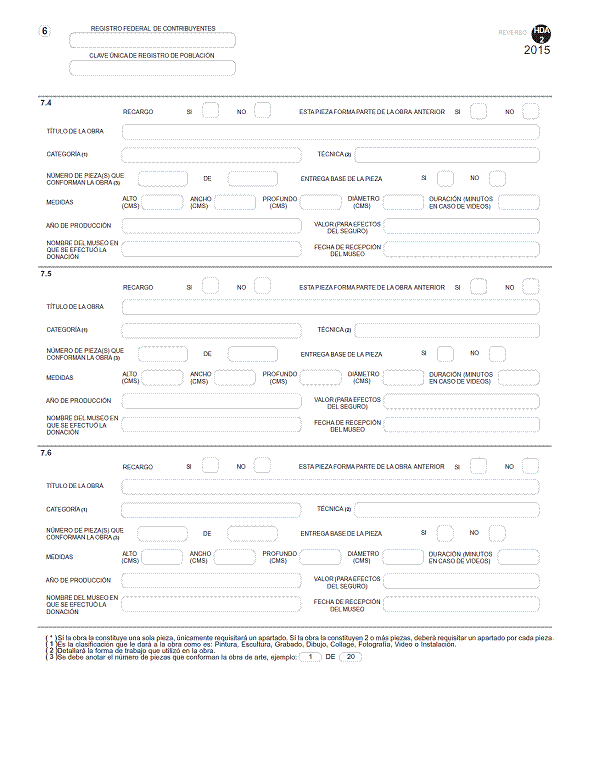 6
REGISTRO FEDERAL DE CONTRIBUYENTES
REVERSO
HDA
2
2015
CLAVE ÚNICA DE REGISTRO DE POBLACIÓN
7.4
RECARGO SI NO ESTA PIEZA FORMA PARTE DE LA OBRA ANTERIOR SI NO
TÍTULO DE LA OBRA
CATEGORÍA (1) TÉCNICA (2)
NÚMERO DE PIEZA(S) QUE
CONFORMAN LA OBRA (3)
DE ENTREGA BASE DE LA PIEZA SI NO
MEDIDAS
ALTO
(CMS)
ANCHO
(CMS)
PROFUNDO
(CMS)
DIÁMETRO
(CMS)
DURACIÓN (MINUTOS
EN CASO DE VIDEOS)
AÑO DE PRODUCCIÓN
VALOR (PARA EFECTOS
DEL SEGURO)
NOMBRE DEL MUSEO EN
QUE SE EFECTUÓ LA
DONACIÓN
FECHA DE RECEPCIÓN
DEL MUSEO
7.5
RECARGO SI NO ESTA PIEZA FORMA PARTE DE LA OBRA ANTERIOR SI NO
TÍTULO DE LA OBRA
CATEGORÍA (1) TÉCNICA (2)
NÚMERO DE PIEZA(S) QUE
CONFORMAN LA OBRA (3)
DE ENTREGA BASE DE LA PIEZA SI NO
MEDIDAS
ALTO
(CMS)
ANCHO
(CMS)
PROFUNDO
(CMS)
DIÁMETRO
(CMS)
DURACIÓN (MINUTOS
EN CASO DE VIDEOS)
AÑO DE PRODUCCIÓN
VALOR (PARA EFECTOS
DEL SEGURO)
NOMBRE DEL MUSEO EN
QUE SE EFECTUÓ LA
DONACIÓN
FECHA DE RECEPCIÓN
DEL MUSEO
7.6
RECARGO SI NO ESTA PIEZA FORMA PARTE DE LA OBRA ANTERIOR SI NO
TÍTULO DE LA OBRA
CATEGORÍA (1) TÉCNICA (2)
NÚMERO DE PIEZA(S) QUE
CONFORMAN LA OBRA (3)
DE ENTREGA BASE DE LA PIEZA SI NO
MEDIDAS
ALTO
(CMS)
ANCHO
(CMS)
PROFUNDO
(CMS)
DIÁMETRO
(CMS)
DURACIÓN (MINUTOS
EN CASO DE VIDEOS)
AÑO DE PRODUCCIÓN
VALOR (PARA EFECTOS
DEL SEGURO)
NOMBRE DEL MUSEO EN
QUE SE EFECTUÓ LA
DONACIÓN
FECHA DE RECEPCIÓN
DEL MUSEO
( * ) Si la obra la constituye una sola pieza, únicamente requisitará un apartado. Si la obra la constituyen 2 o más piezas, deberá requisitar un apartado por cada pieza.
( 1 ) Es la clasificación que le dará a la obra como es: Pintura, Escultura, Grabado, Dibujo, Collage, Fotografía, Video o Instalación.
( 2 ) Detallará la forma de trabajo que utilizó en la obra.
( 3 ) Se debe anotar el número de piezas que conforman la obra de arte, ejemplo: 1 DE 20